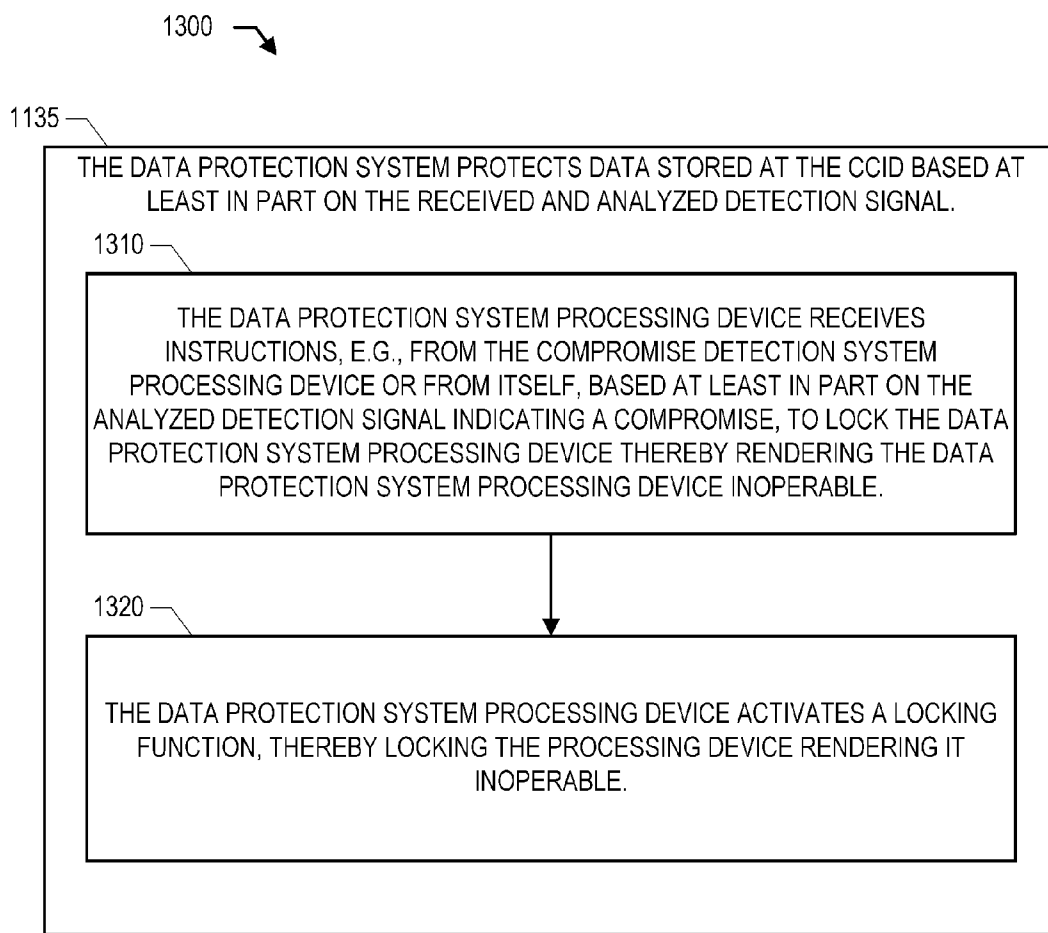 1300
1135
THE DATA PROTECTION SYSTEM PROTECTS DATA STORED AT THE CCID BASED AT
LEAST IN PART ON THE RECEIVED AND ANALYZED DETECTION SIGNAL.
1310
THE DATA PROTECTION SYSTEM PROCESSING DEVICE RECEIVES
INSTRUCTIONS, E.G., FROM THE COMPROMISE DETECTION SYSTEM
PROCESSING DEVICE OR FROM ITSELF, BASED AT LEAST IN PART ON THE
ANALYZED DETECTION SIGNAL INDICATING A COMPROMISE, TO LOCK THE DATA
PROTECTION SYSTEM PROCESSING DEVICE THEREBY RENDERING THE DATA
PROTECTION SYSTEM PROCESSING DEVICE INOPERABLE.
1320
THE DATA PROTECTION SYSTEM PROCESSING DEVICE ACTIVATES A LOCKING
FUNCTION, THEREBY LOCKING THE PROCESSING DEVICE RENDERING IT
INOPERABLE.